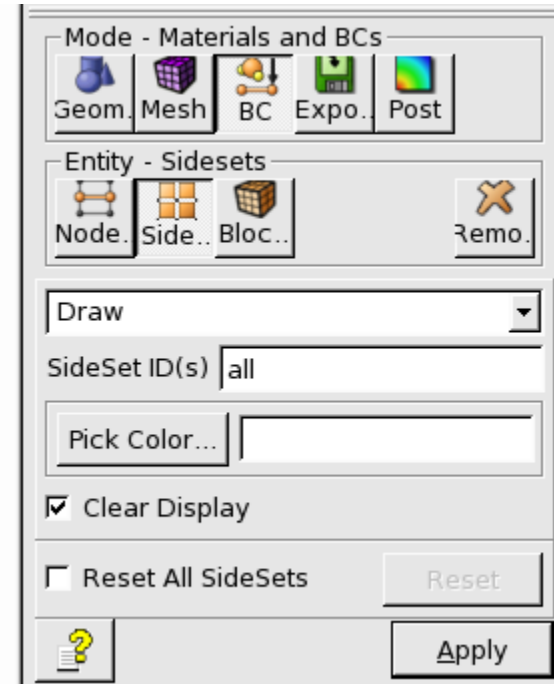 Mode - Materials and BCs
Geom. Mesh BC Expo.. Post
Entity - Sidesets
Node. Side.. Bloc.. Remo.
Draw
SideSet ID(s) all
Pick Color...
Clear Display
Reset All SideSets Reset
? Apply